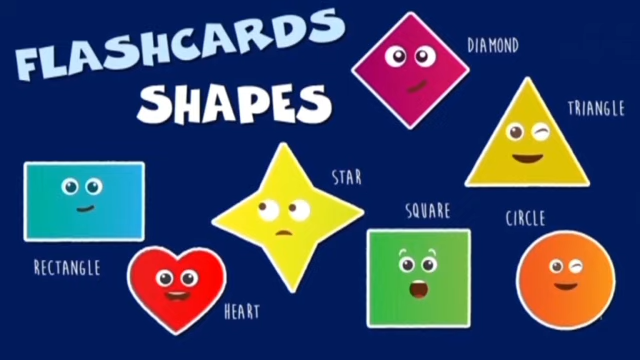 FLASHCARDS
SHAPES
DIAMOND
TRIANGLE
STAR
SQUARE
CIRCLE
RECTANGLE
HEART